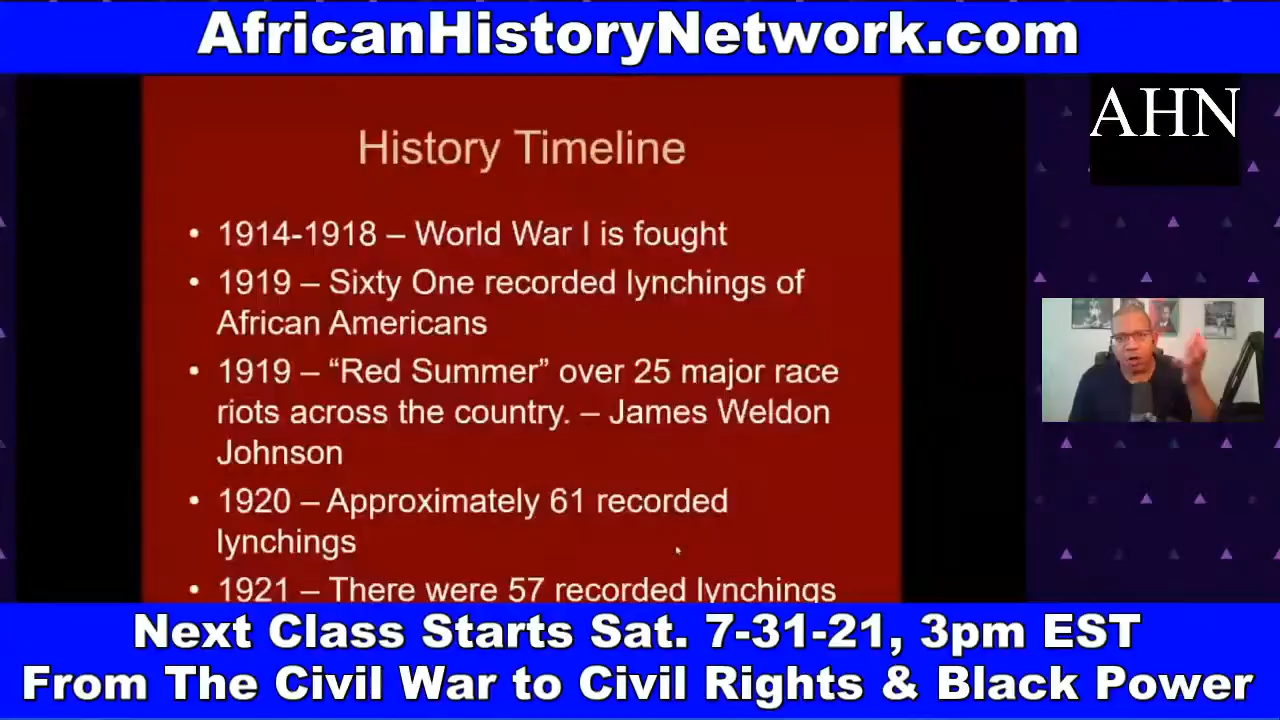 AfricanHistoryNetwork.com
AHN
History Timeline
• 1914-1918 – World War I is fought
• 1919 – Sixty One recorded lynchings of
African Americans
• 1919 – “Red Summer” over 25 major race
riots across the country. – James Weldon
Johnson
• 1920 – Approximately 61 recorded
lynchings
• 1921 – There were 57 recorded lynchings
Next Class Starts Sat. 7-31-21, 3pm EST
From The Civil War to Civil Rights & Black Power